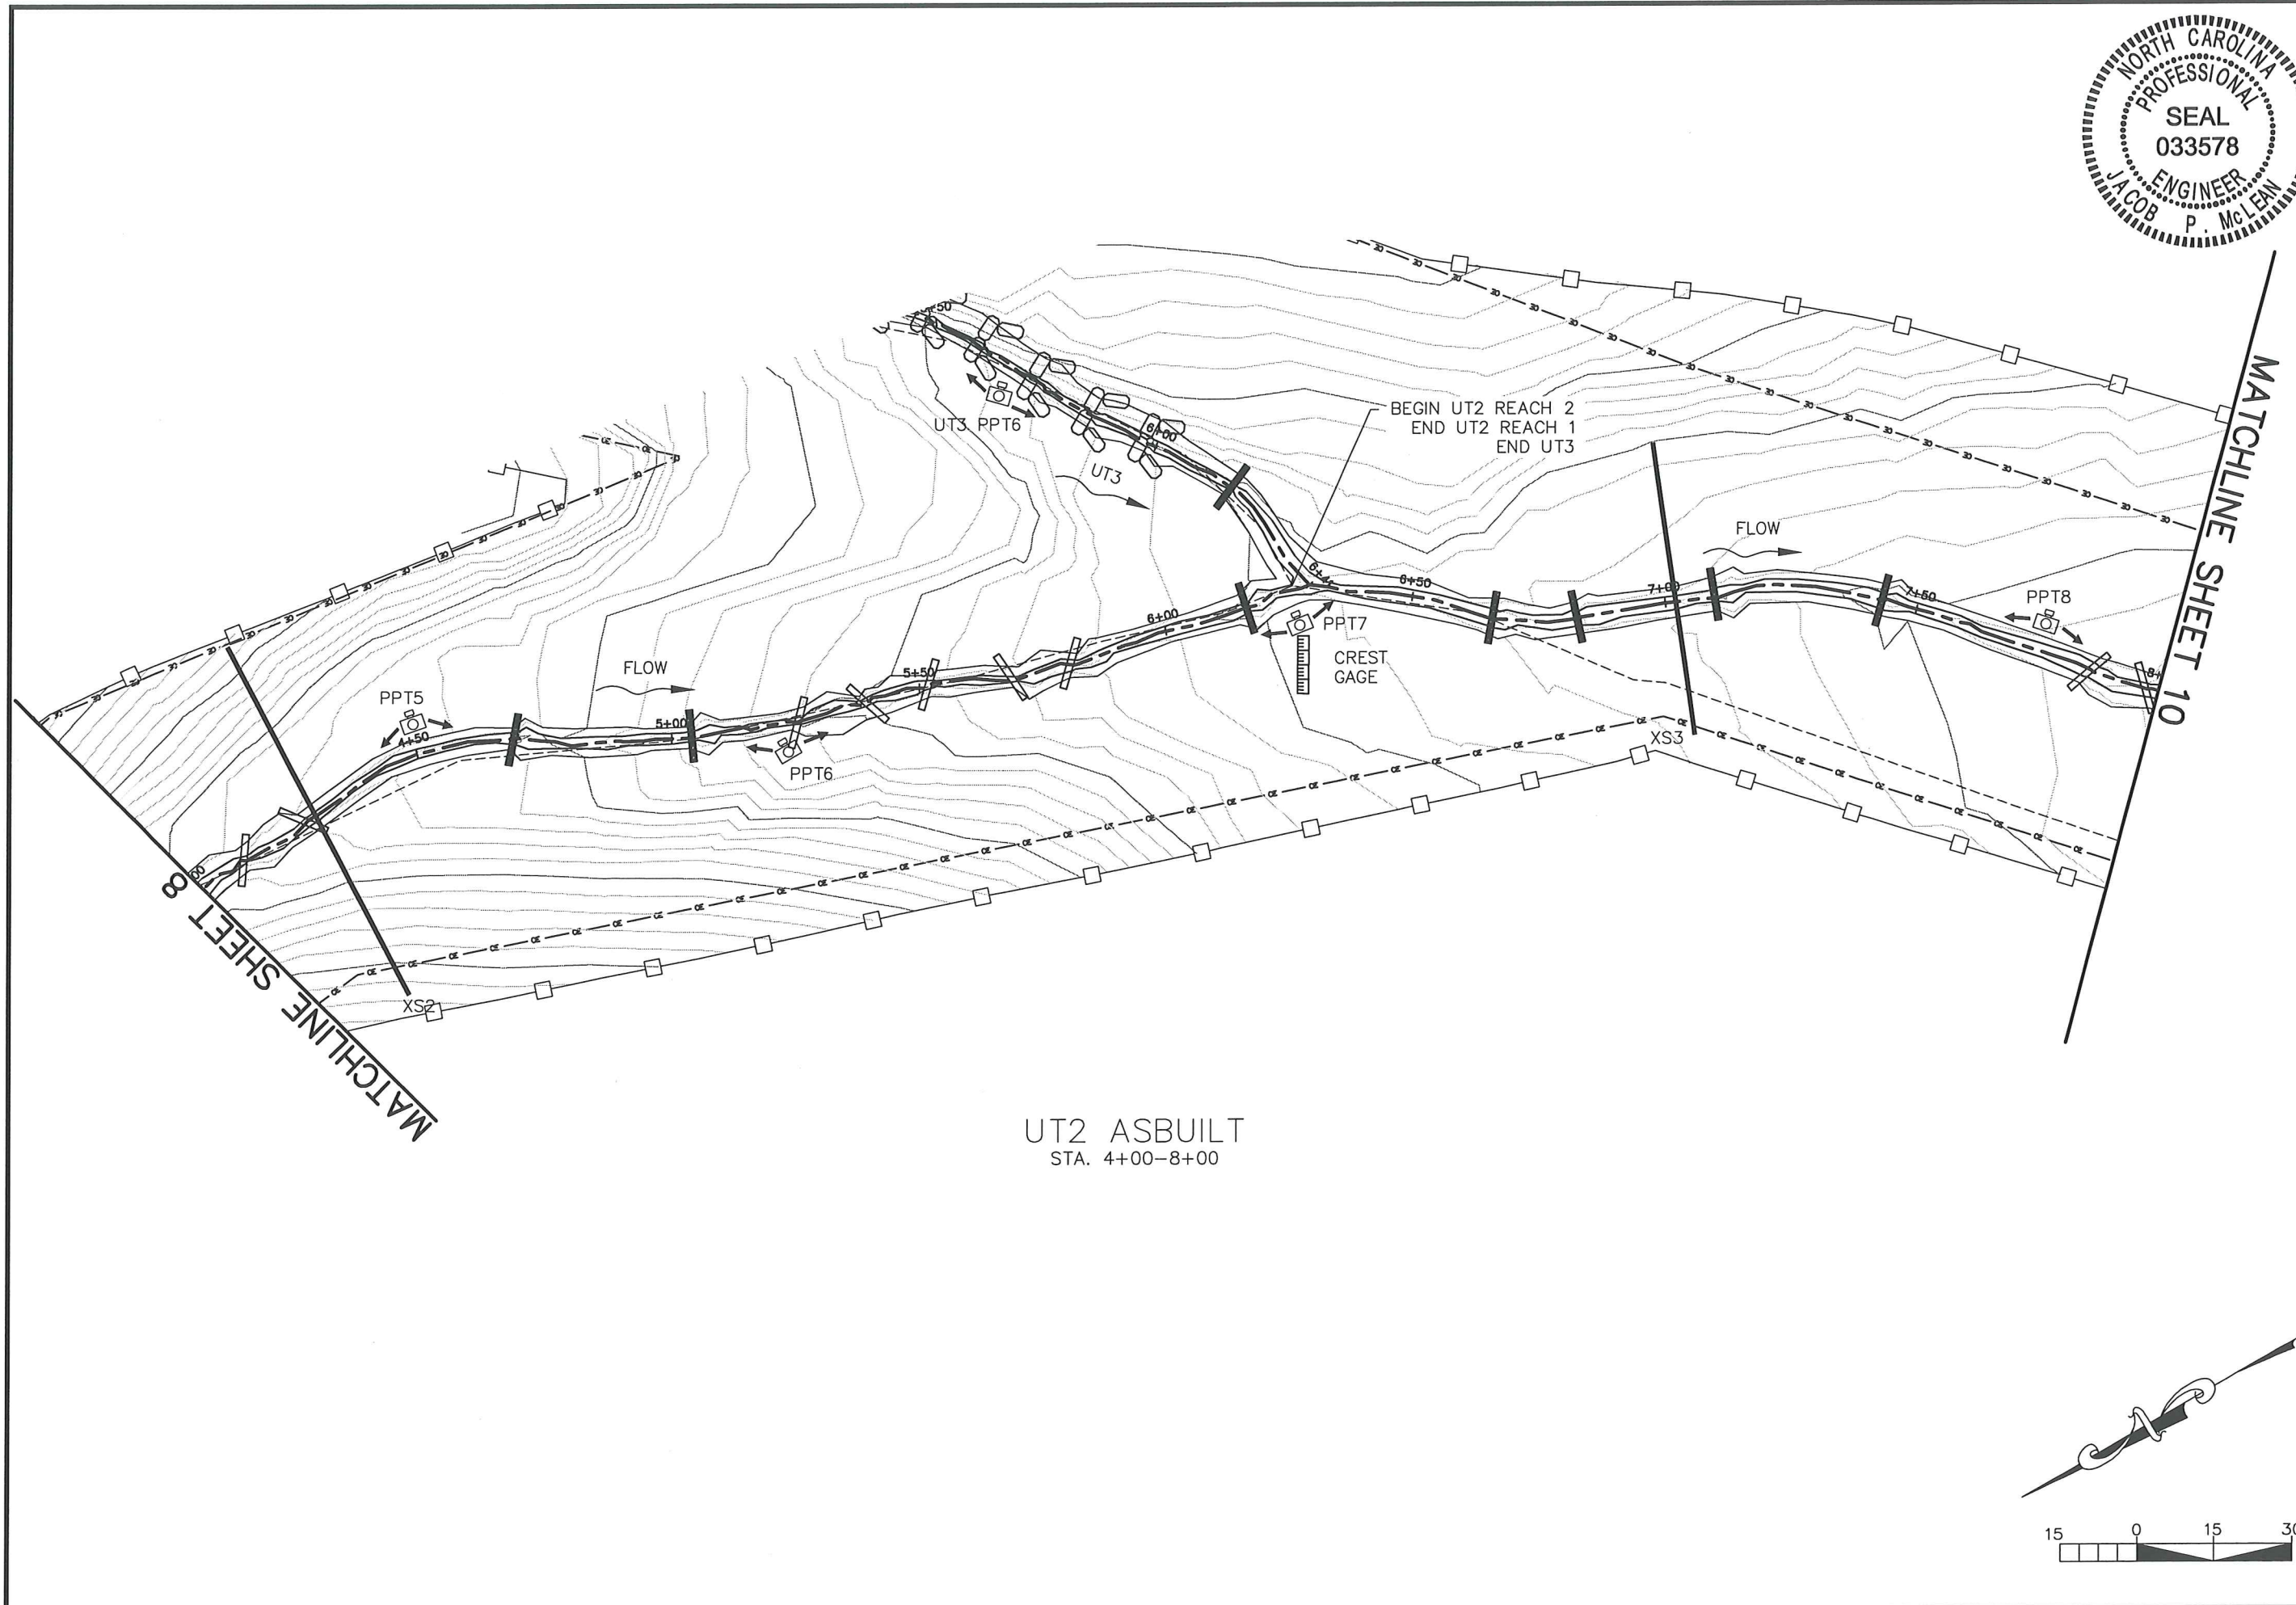 NORTH CAROLINA
PROFESSIONAL
SEAL
033578
ENGINEER
JACOB P. McLEAN
UT3 PPT6
6+00
UT3
BEGIN UT2 REACH 2
END UT2 REACH 1
END UT3
FLOW
6+50
7+00
7+50
PPT8
PPT7
CREST
GAGE
6+00
5+50
FLOW
PPT5
4+50
5+00
PPT6
XS3
XS2
MATCHLINE SHEET 8
MATCHLINE SHEET 10
UT2 ASBUILT
STA. 4+00-8+00
15 0 15 30